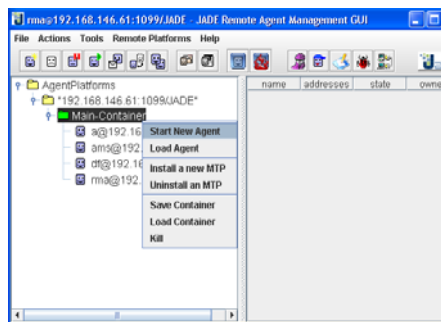 rma@192.168.146.61:1099/JADE - JADE Remote Agent Management GUI
File Actions Tools Remote Platforms Help
AgentPlatforms
name addresses state owne
"192.168.146.61:1099/JADE"
Main-Container
a@192.16
Start New Agent
ams@192.
Load Agent
df@192.16
Install a new MTP
rma@192.
Uninstall an MTP
Save Container
Load Container
Kill